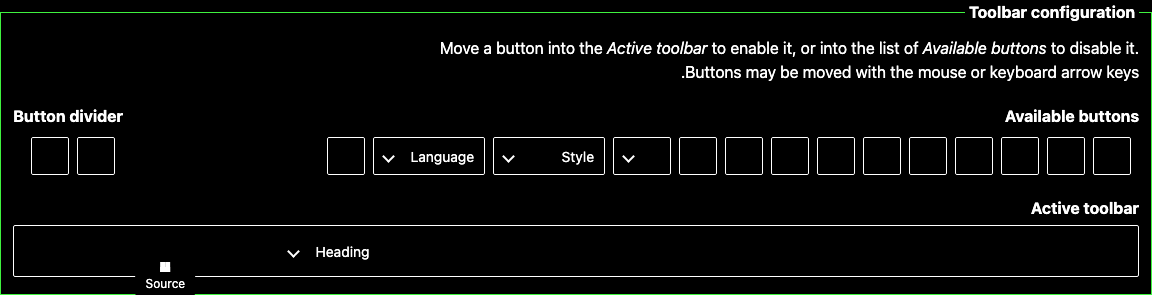 Toolbar configuration
Move a button into the Active toolbar to enable it, or into the list of Available buttons to disable it.
.Buttons may be moved with the mouse or keyboard arrow keys
Available buttons
Button divider
Style
Language
Active toolbar
Heading
Source